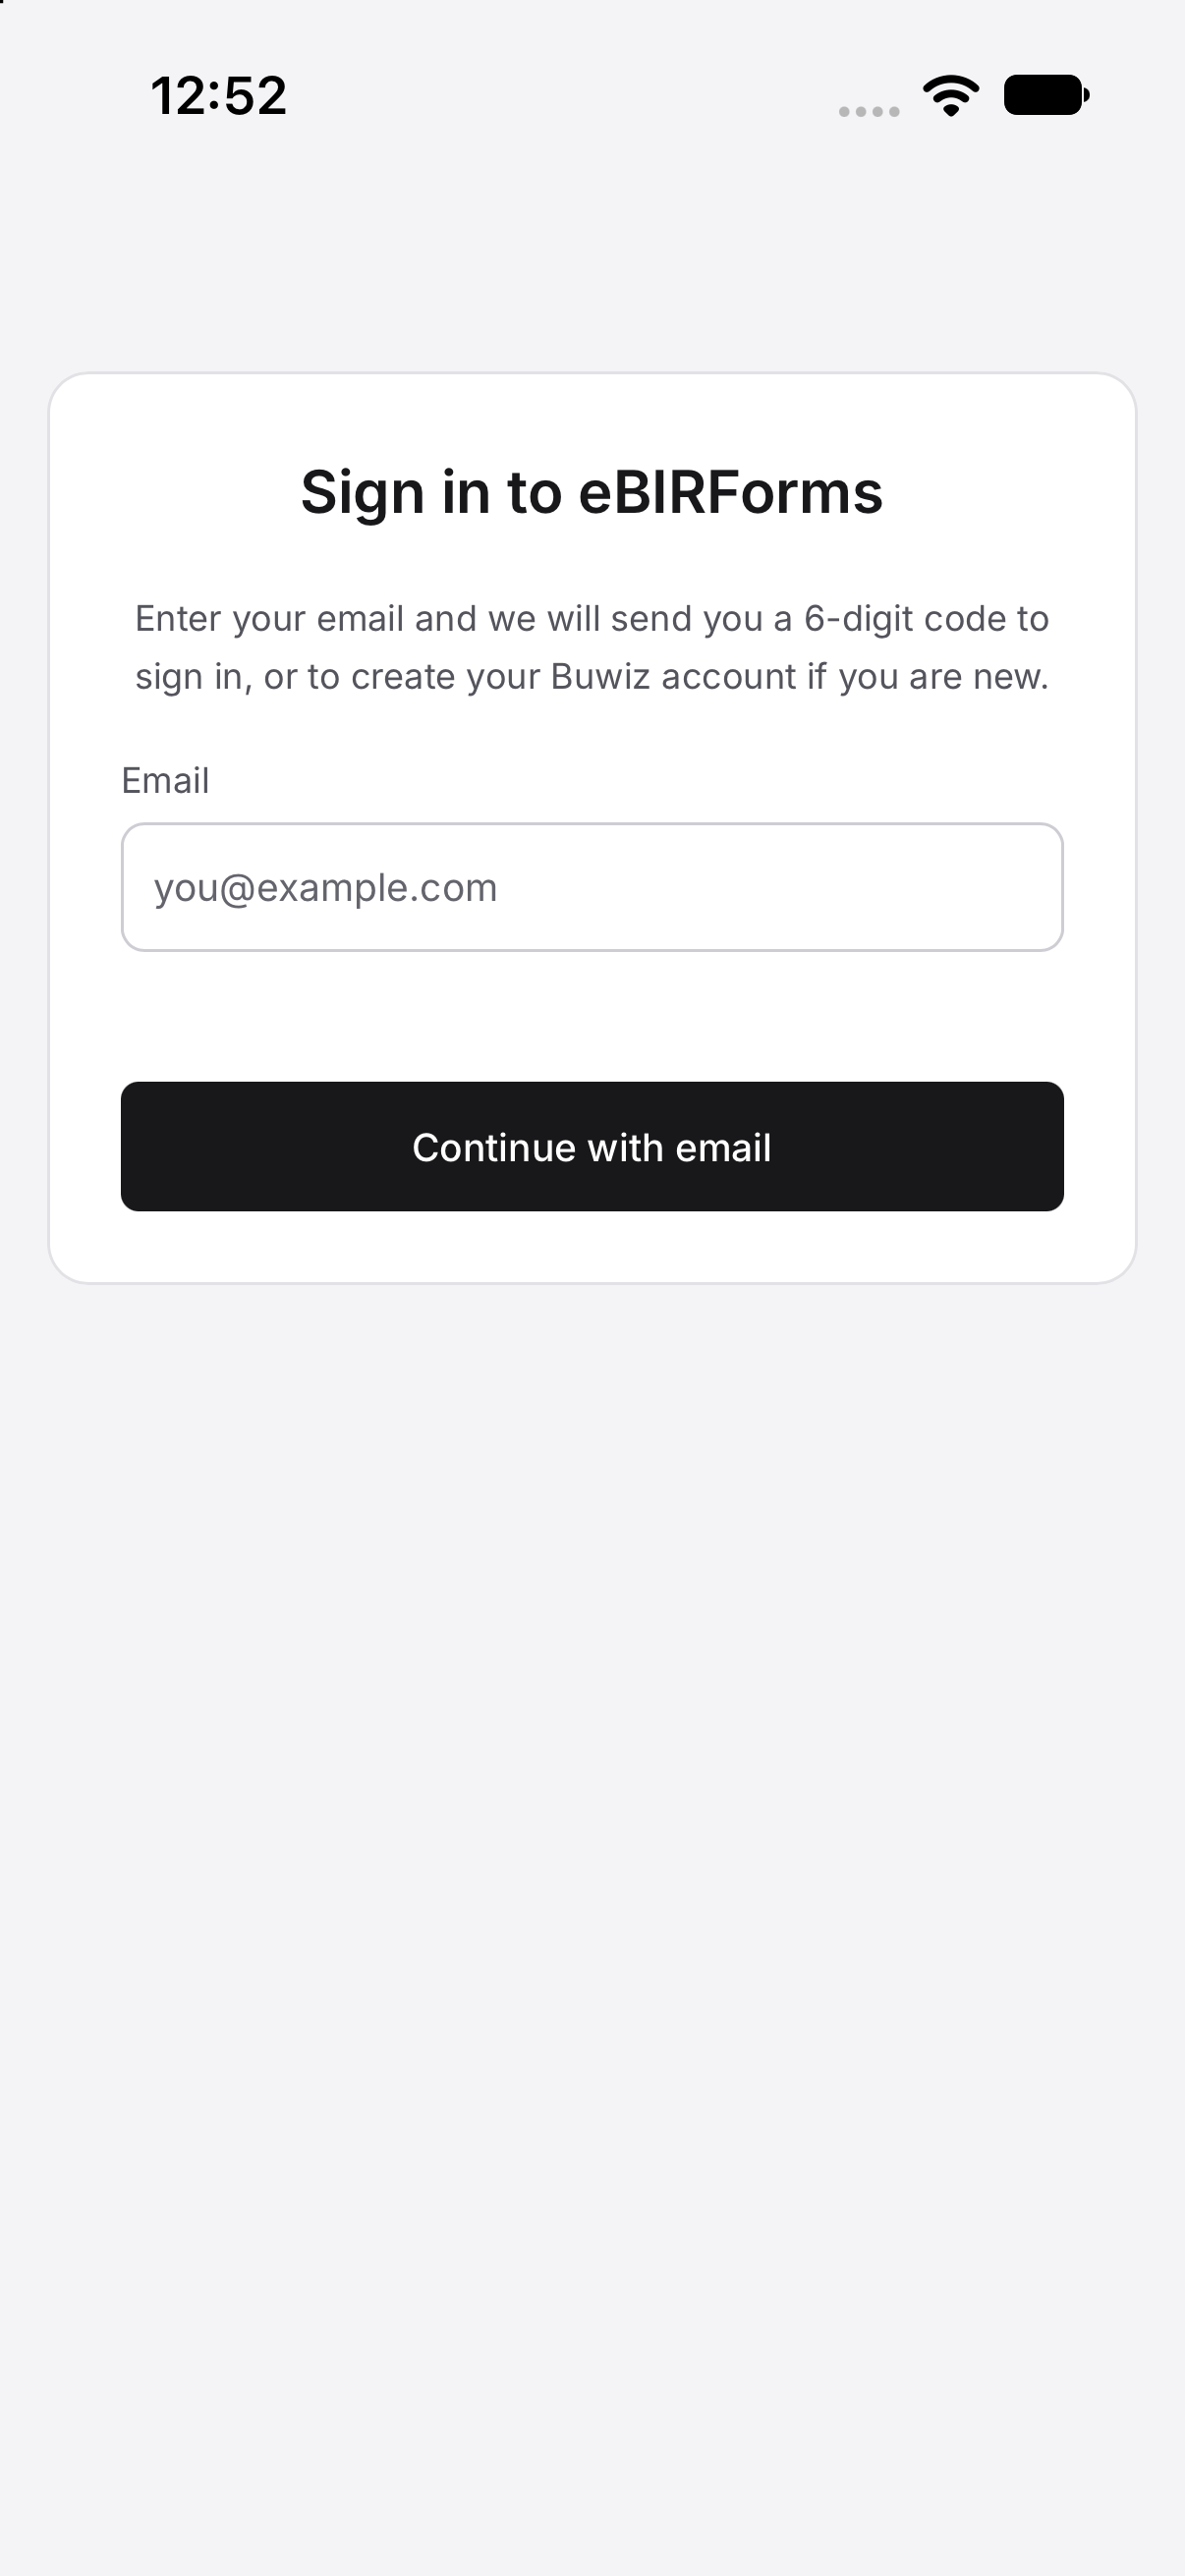 12:52
Sign in to eBIRForms
Enter your email and we will send you a 6-digit code to
sign in, or to create your Buwiz account if you are new.
Email
you@example.com
Continue with email